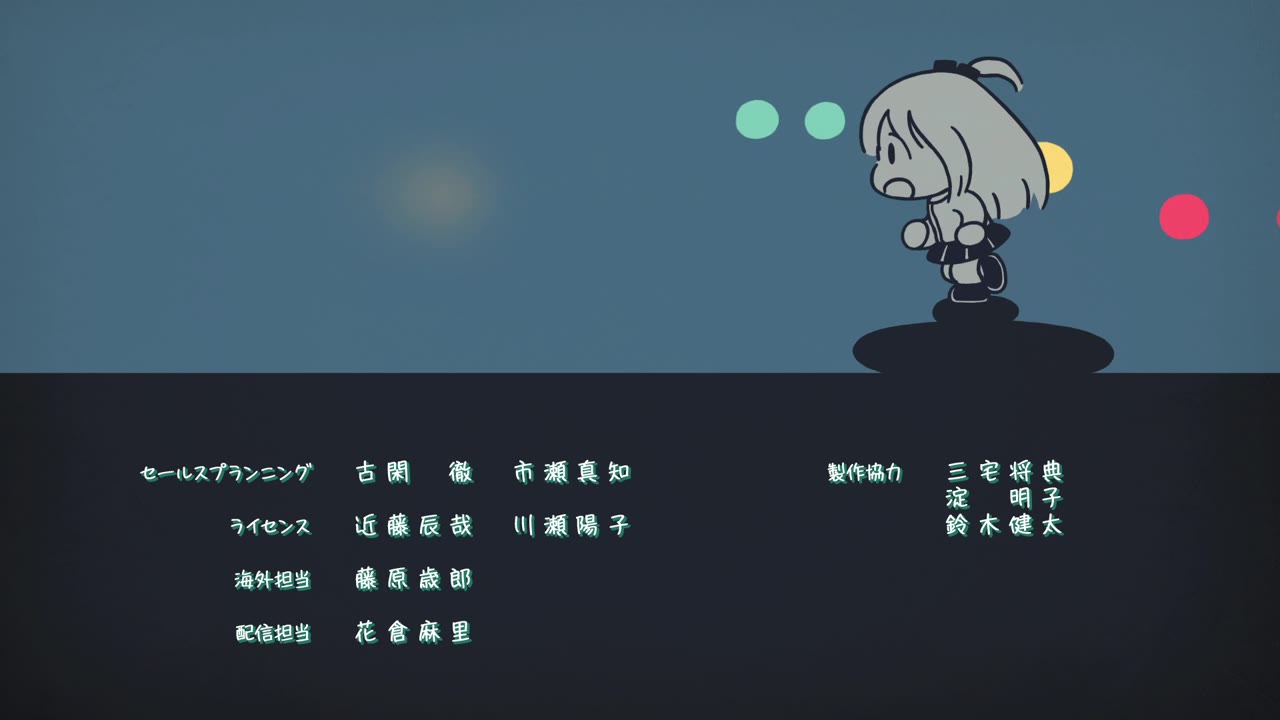 セールスプランニング 古閑 徹 市瀬真知
ライセンス 近藤辰哉 川瀬陽子
海外担当 藤原歳郎
配信担当 花倉麻里
製作協力 三宅将典
淀 明子
鈴木健太